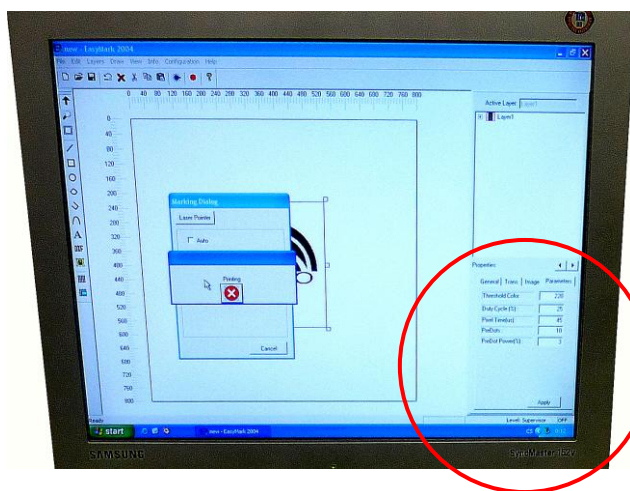 new - EasyMark 2004
File Edit Layers Draw View Info Configuration Help
0 40 80 120 160 200 240 280 320 360 400 440 480 520 560 600 640 680 720 760 800
Active Layer: Layer1
Layer1
0
40
80
120
160
200
240
280
320
360
400
440
480
520
560
600
640
680
720
760
800
A
Marking Dialog
Laser Pointer
Auto
Printing
Cancel
Properties
General Trans. Image Parameters
Threshold Color: 220
Duty Cycle (%): 25
Pixel Time(us): 45
PreDots: 10
PreDot Power(%):
Apply
Ready
Level: Supervisor OFF
start
new - EasyMark 2004
CS
SAMSUNG
SyncMaster